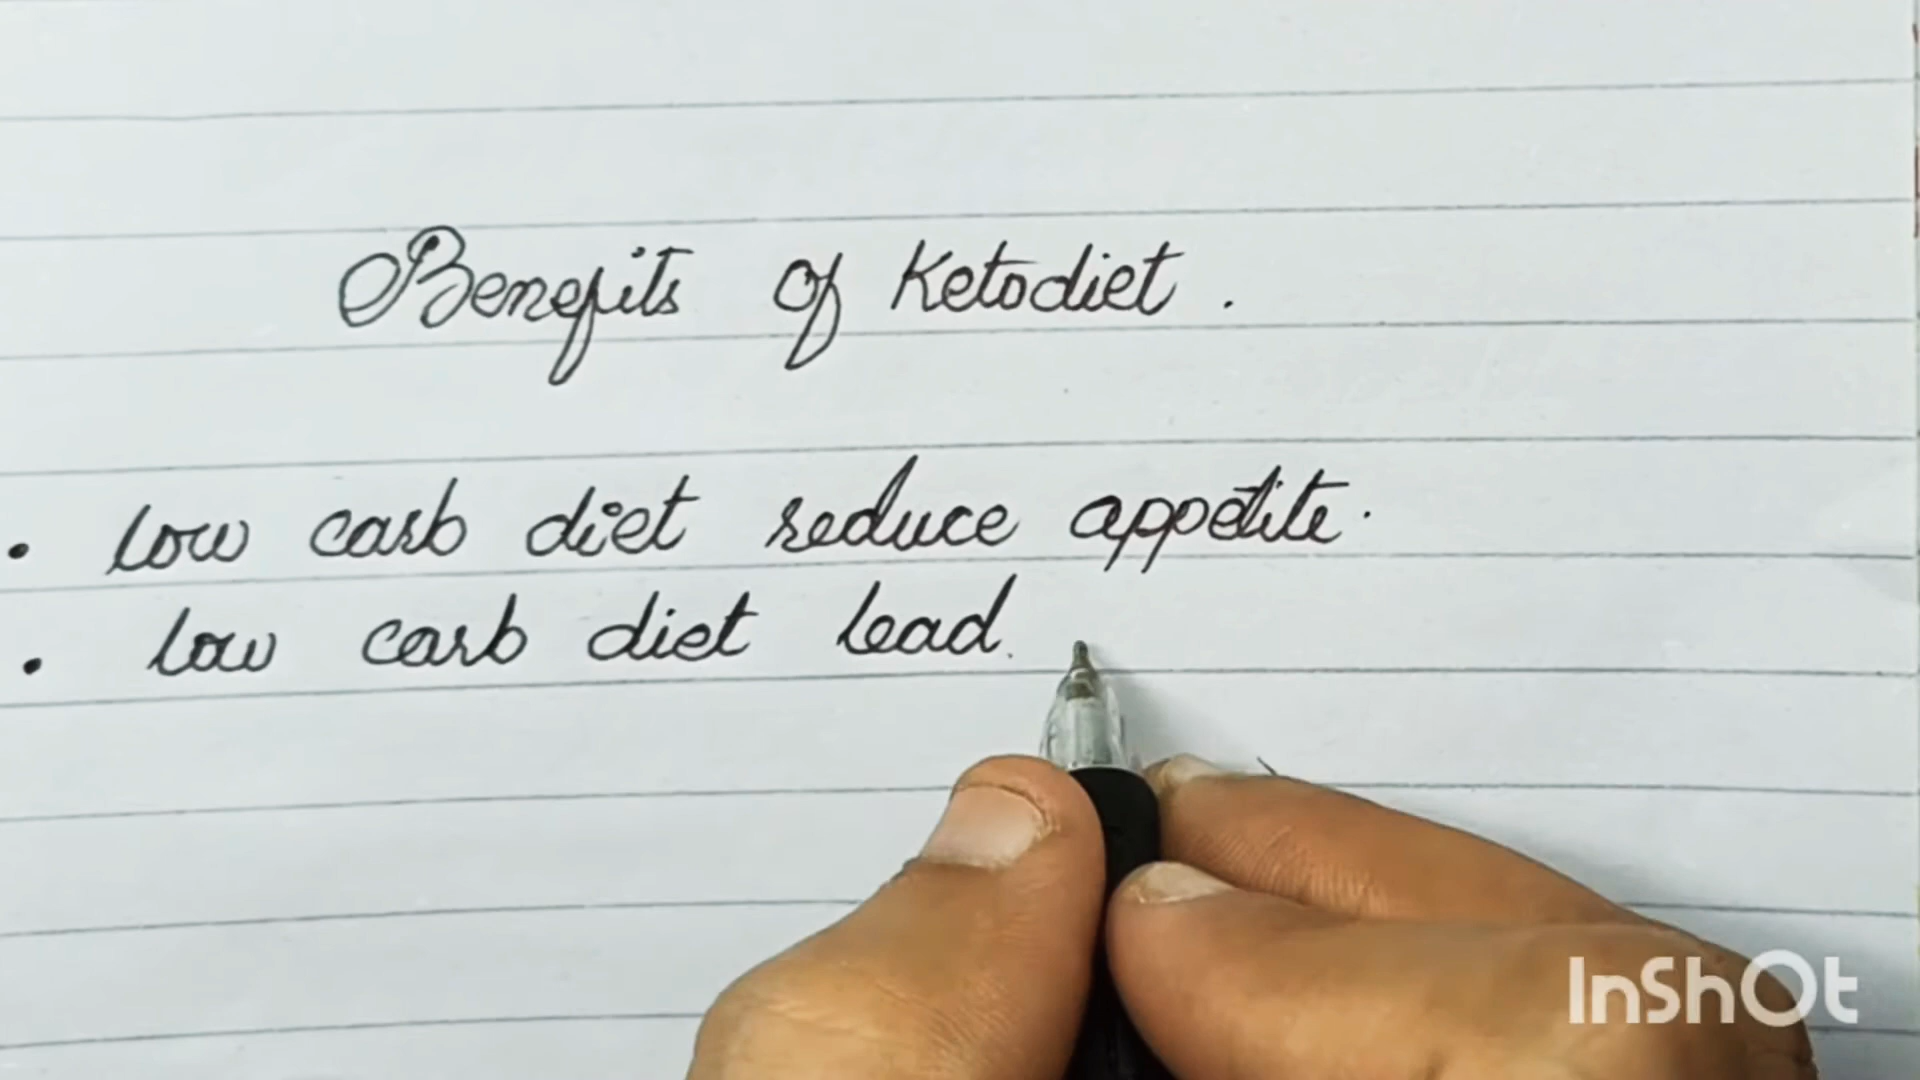 Benefits of Ketodiet.
• low carb diet reduce appetite.
• low carb diet lead.
InShOt